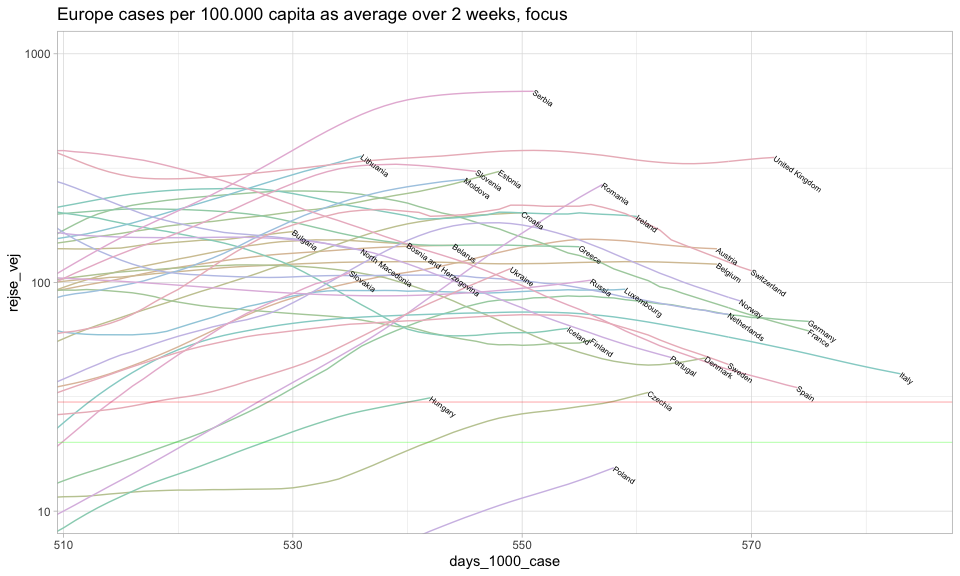 Europe cases per 100.000 capita as average over 2 weeks, focus
1000
Serbia
Lithuania
United Kingdom
Slovenia
Estonia
Moldova
Romania
Croatia
Ireland
Bulgaria
North Macedonia
Bosnia and Herzegovina
Belarus
Greece
Austria
Belgium
Switzerland
100
Slovakia
Ukraine
Russia
Luxembourg
Norway
Netherlands
Germany
France
Iceland
Finland
Portugal
Denmark
Sweden
Spain
Italy
Hungary
Czechia
Poland
10
rejse_vej
510
530
550
570
days_1000_case